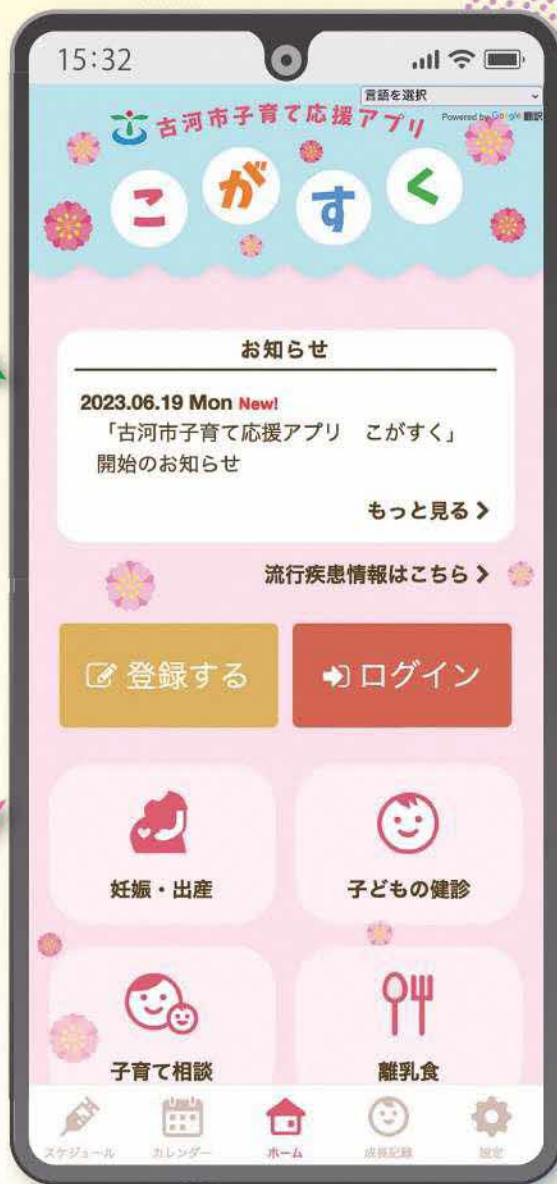 15:32
言語を選択
古河市子育て応援アプリ
Powered by Google 翻訳
こがすく
お知らせ
2023.06.19 Mon New!
「古河市子育て応援アプリ　こがすく」
開始のお知らせ
もっと見る
流行疾患情報はこちら
登録する
ログイン
妊娠・出産
子どもの健診
子育て相談
離乳食
スケジュール
カレンダー
ホーム
成長記録
設定